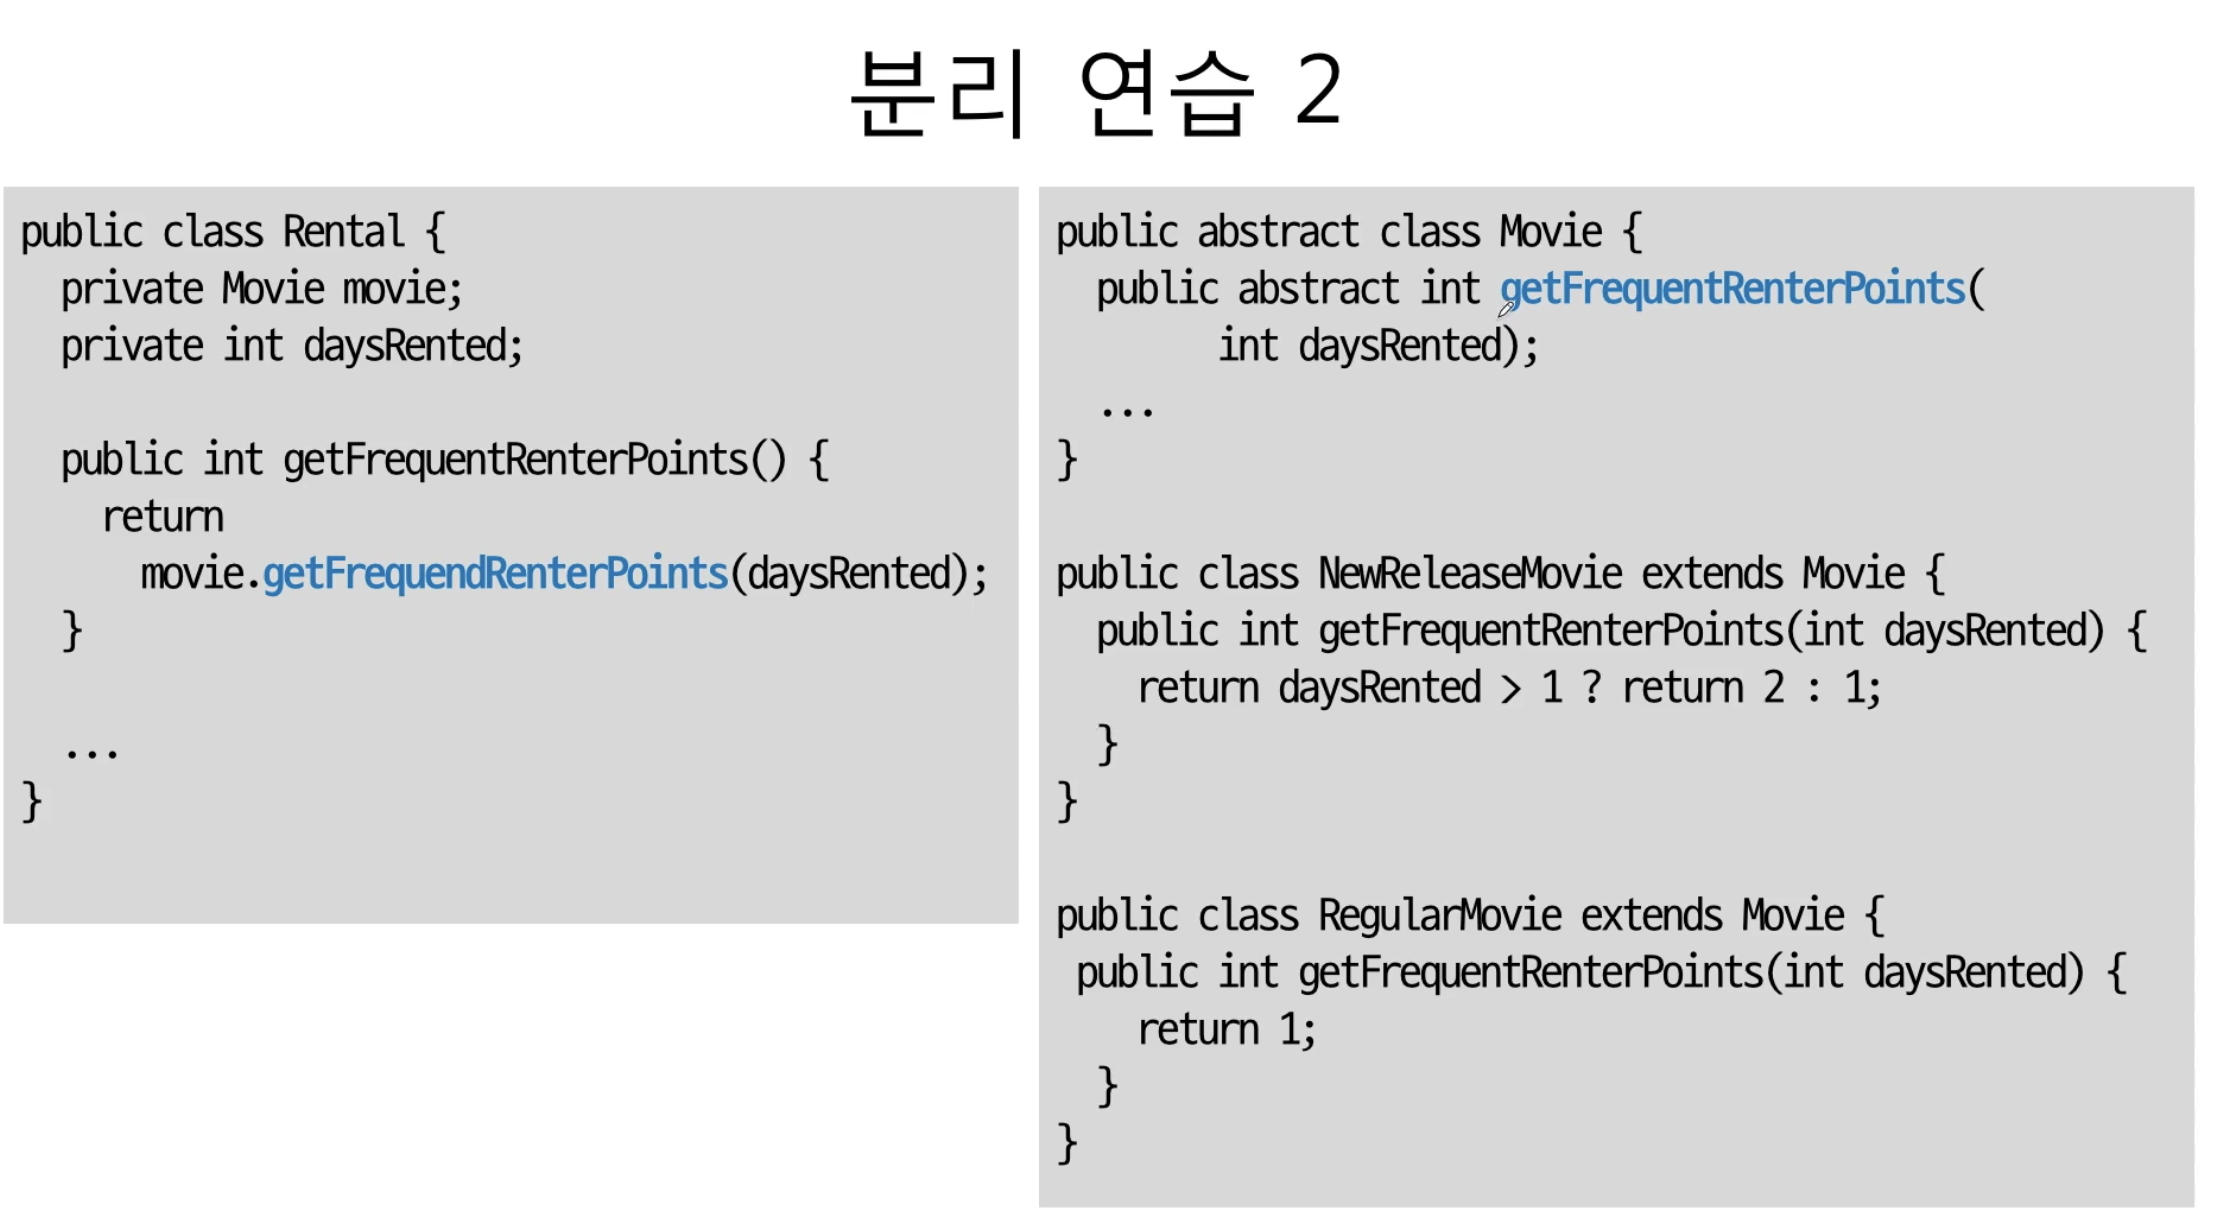 분리 연습 2
public class Rental {
  private Movie movie;
  private int daysRented;

  public int getFrequentRenterPoints() {
    return
      movie.getFrequendRenterPoints(daysRented);
  }

  ...
}
public abstract class Movie {
  public abstract int getFrequentRenterPoints(
        int daysRented);
  ...
}

public class NewReleaseMovie extends Movie {
  public int getFrequentRenterPoints(int daysRented) {
    return daysRented > 1 ? return 2 : 1;
  }
}

public class RegularMovie extends Movie {
 public int getFrequentRenterPoints(int daysRented) {
    return 1;
  }
}